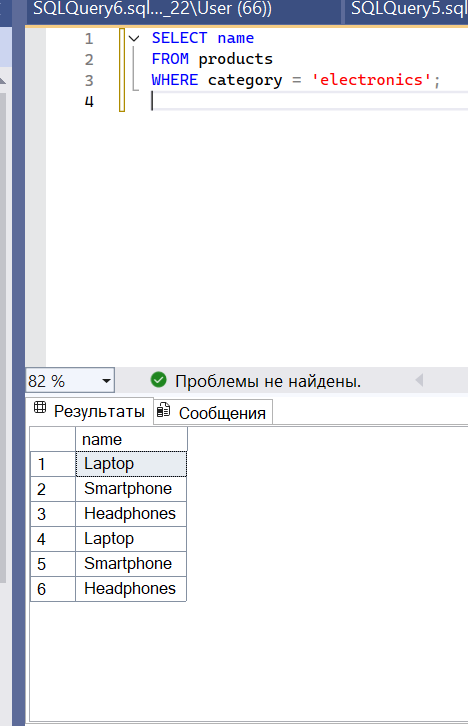 SQLQuery6.sql..._22\User (66))
SQLQuery5.sql
1 SELECT name
2 FROM products
3 WHERE category = 'electronics';
4
82 %
Проблемы не найдены.
Результаты
Сообщения
name
1 Laptop
2 Smartphone
3 Headphones
4 Laptop
5 Smartphone
6 Headphones